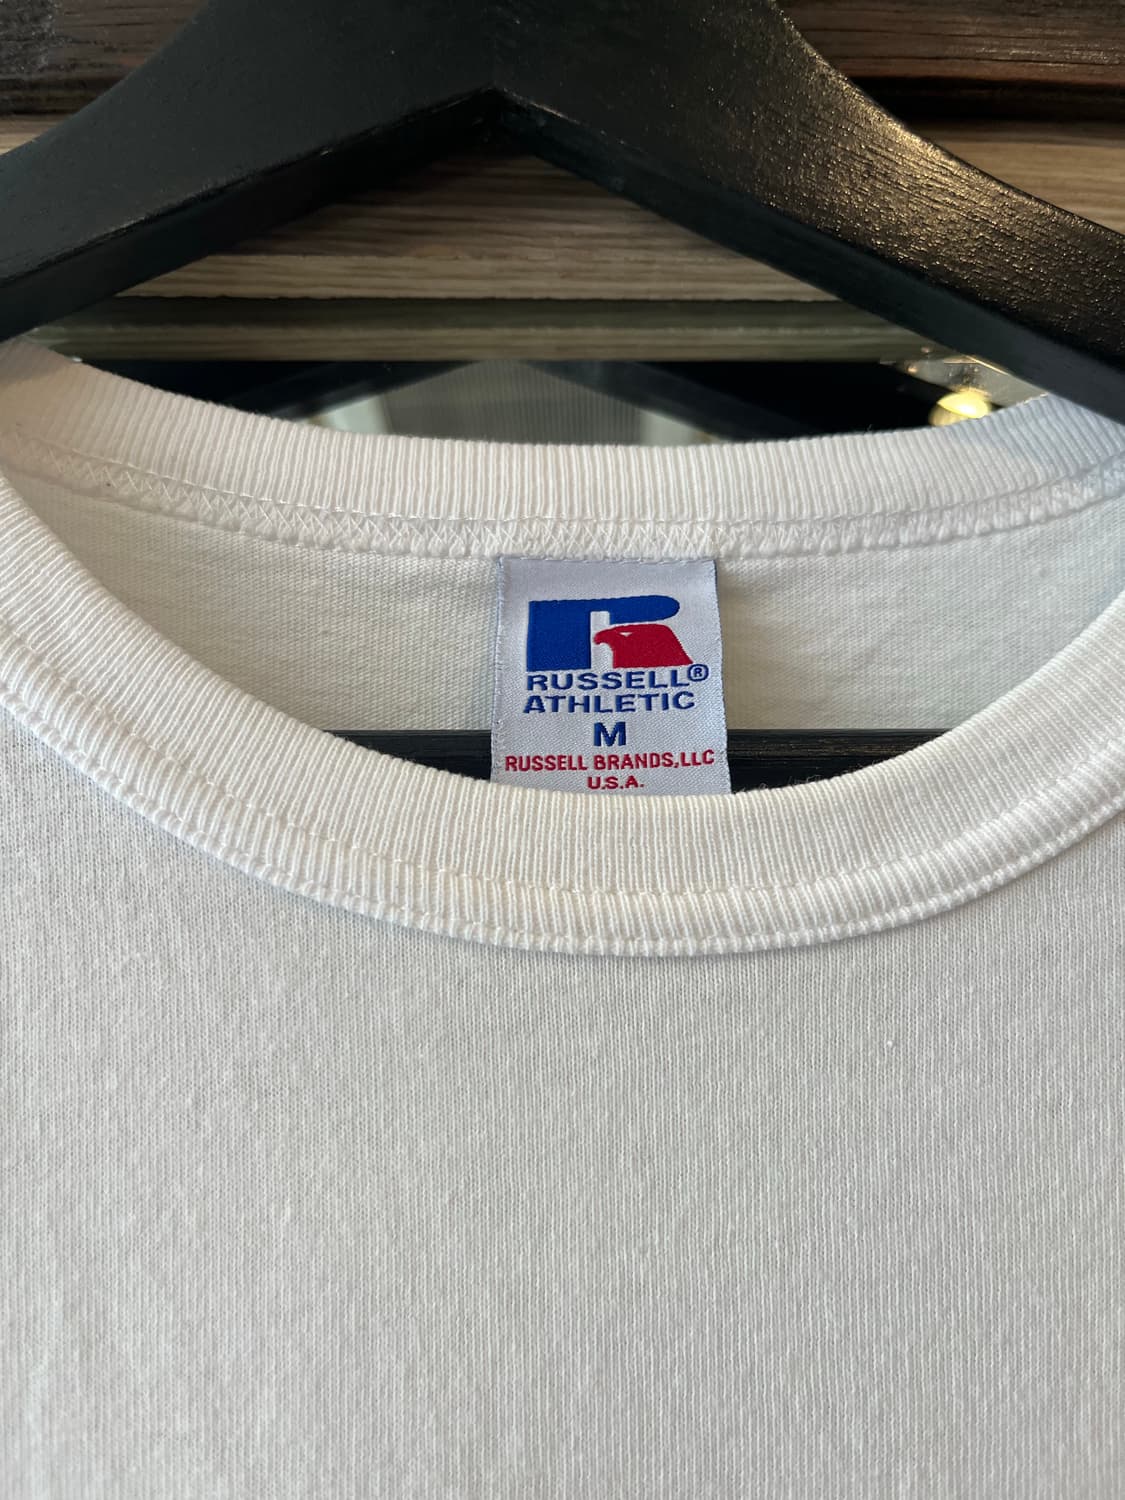 RUSSELL®
ATHLETIC
M
RUSSELL BRANDS,LLC
U.S.A.